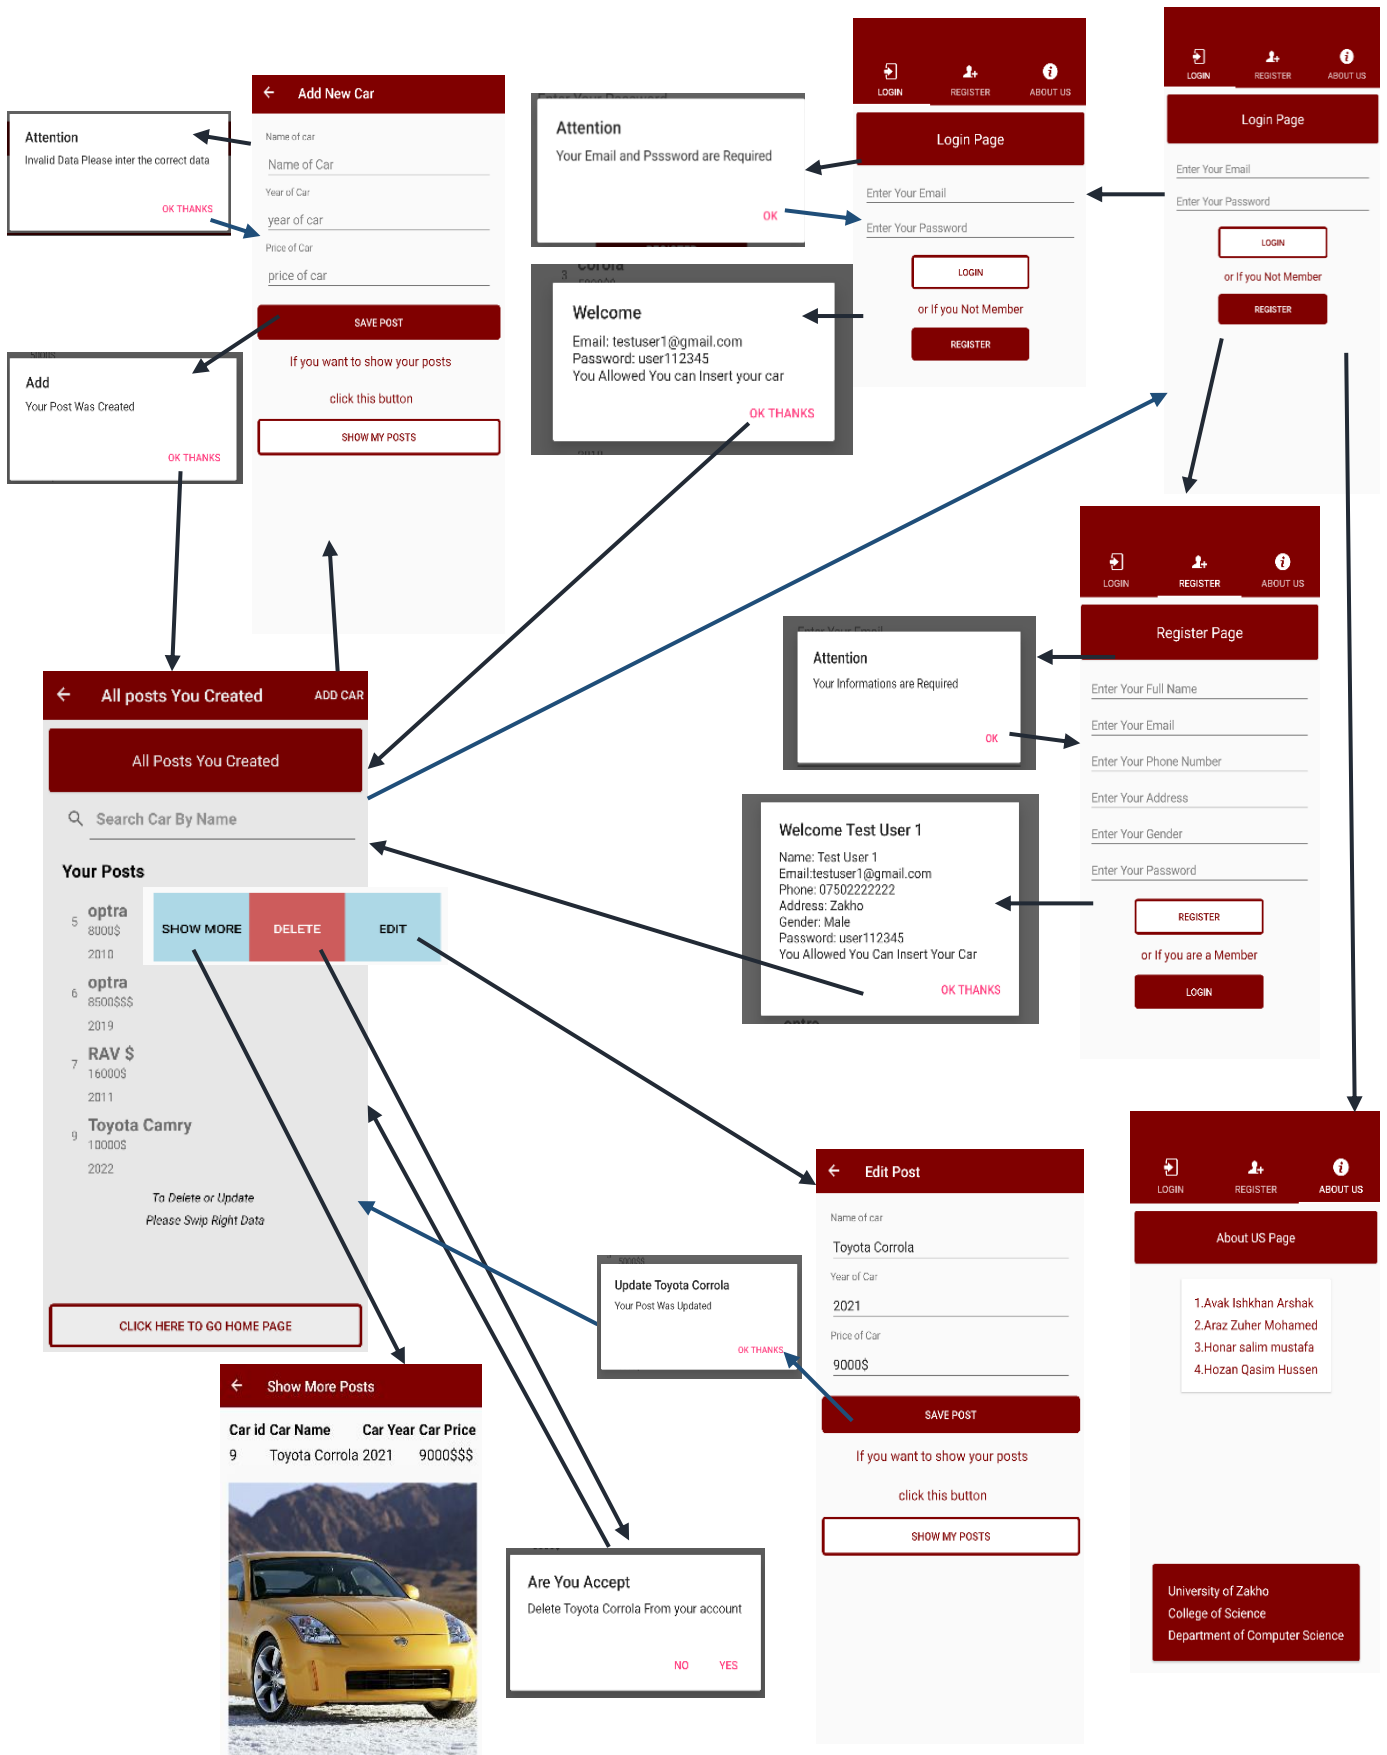 Attention
Invalid Data Please inter the correct data
OK THANKS
Add New Car
Name of car
Name of Car
Year of Car
year of car
Price of Car
price of car
SAVE POST
If you want to show your posts
click this button
SHOW MY POSTS
Add
Your Post Was Created
OK THANKS
Attention
Your Email and Psssword are Required
OK
3 corola
Welcome
Email: testuser1@gmail.com
Password: user112345
You Allowed You can Insert your car
OK THANKS
LOGIN REGISTER ABOUT US
Login Page
Enter Your Email
Enter Your Password
LOGIN
or If you Not Member
REGISTER
LOGIN REGISTER ABOUT US
Login Page
Enter Your Email
Enter Your Password
LOGIN
or If you Not Member
REGISTER
LOGIN REGISTER ABOUT US
Register Page
Enter Your Full Name
Enter Your Email
Enter Your Phone Number
Enter Your Address
Enter Your Gender
Enter Your Password
REGISTER
or If you are a Member
LOGIN
Attention
Your Informations are Required
OK
Welcome Test User 1
Name: Test User 1
Email:testuser1@gmail.com
Phone: 07502222222
Address: Zakho
Gender: Male
Password: user112345
You Allowed You Can Insert Your Car
OK THANKS
All posts You Created ADD CAR
All Posts You Created
Search Car By Name
Your Posts
5 optra
8000$
2010
SHOW MORE DELETE EDIT
6 optra
8500$$$
2019
7 RAV $
16000$
2011
9 Toyota Camry
10000$
2022
To Delete or Update
Please Swip Right Data
CLICK HERE TO GO HOME PAGE
Show More Posts
Car id Car Name Car Year Car Price
9 Toyota Corrola 2021 9000$$$
Are You Accept
Delete Toyota Corrola From your account
NO YES
Update Toyota Corrola
Your Post Was Updated
OK THANKS
Edit Post
Name of car
Toyota Corrola
Year of Car
2021
Price of Car
9000$
SAVE POST
If you want to show your posts
click this button
SHOW MY POSTS
LOGIN REGISTER ABOUT US
About US Page
1.Avak Ishkhan Arshak
2.Araz Zuher Mohamed
3.Honar salim mustafa
4.Hozan Qasim Hussen
University of Zakho
College of Science
Department of Computer Science